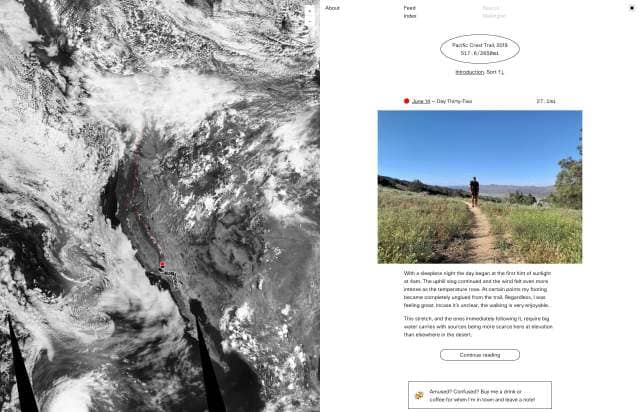 About
Feed
Index
Search
Pacific Crest Trail, 2019
517.6/2650mi
Introduction, Sort ↑↓
June 14 — Day Thirty-Two
27.1mi
With a sleepless night the day began at the first hint of sunlight
at 4am. The uphill slog continued and the wind felt even more
intense as the temperature rose. At certain points my footing
became completely unglued from the trail. Regardless, I was
feeling great. Incase it's unclear, the walking is very enjoyable.
This stretch, and the ones immediately following it, require big
water carries with sources being more scarce here at elevation
than elsewhere in the desert.
Continue reading
Amused? Confused? Buy me a drink or
coffee for when I'm in town and leave a note!